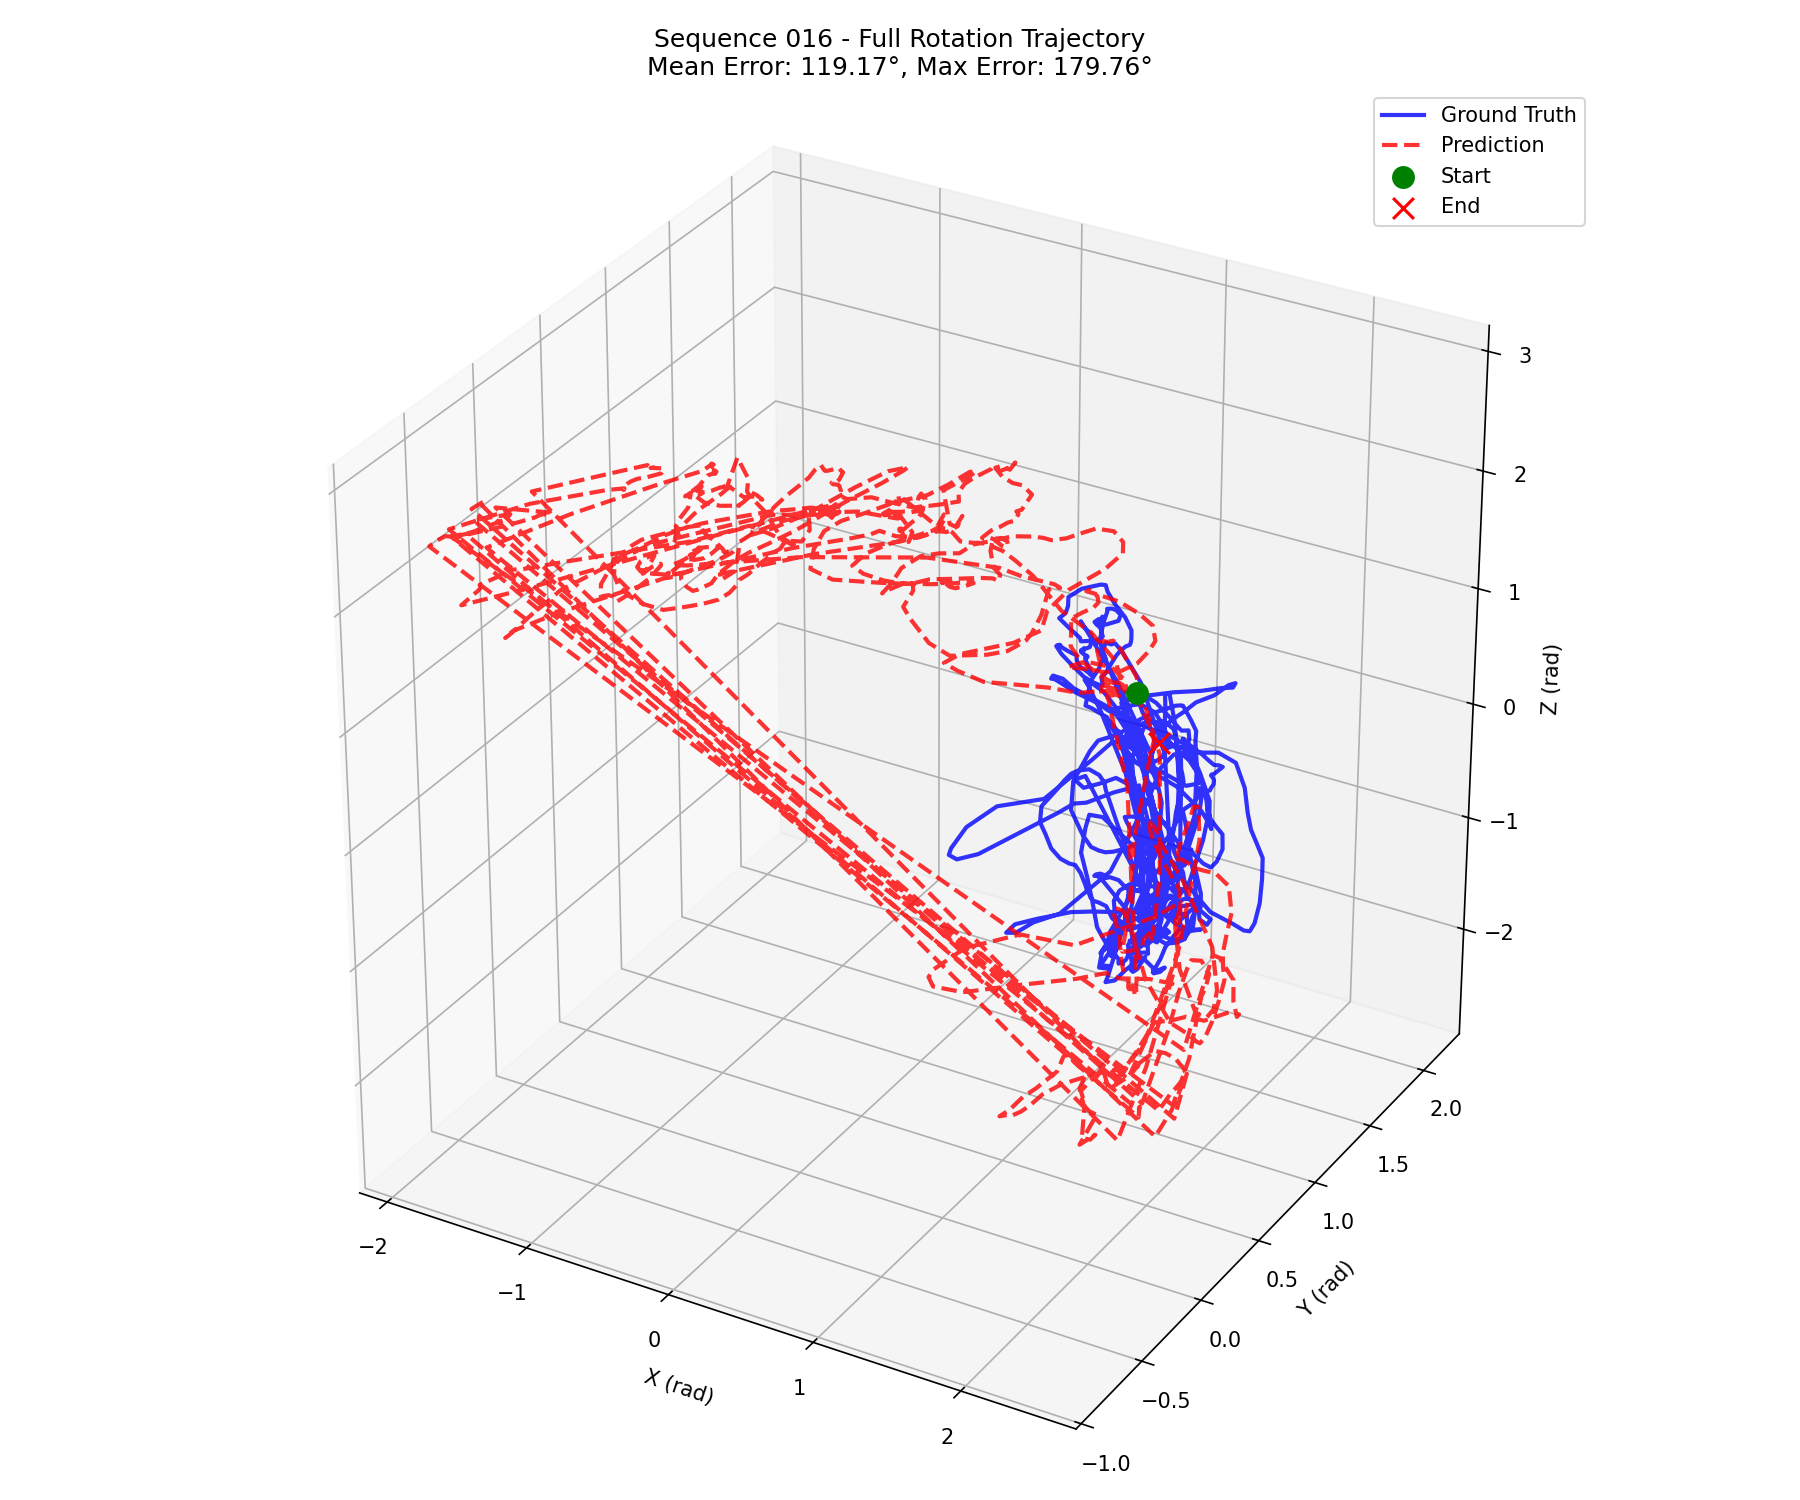 Sequence 016 - Full Rotation Trajectory
Mean Error: 119.17°, Max Error: 179.76°
Ground Truth
Prediction
Start
End
3
2
1
0
−1
−2
Z (rad)
2.0
1.5
1.0
0.5
0.0
−0.5
−1.0
Y (rad)
−2
−1
0
1
2
X (rad)